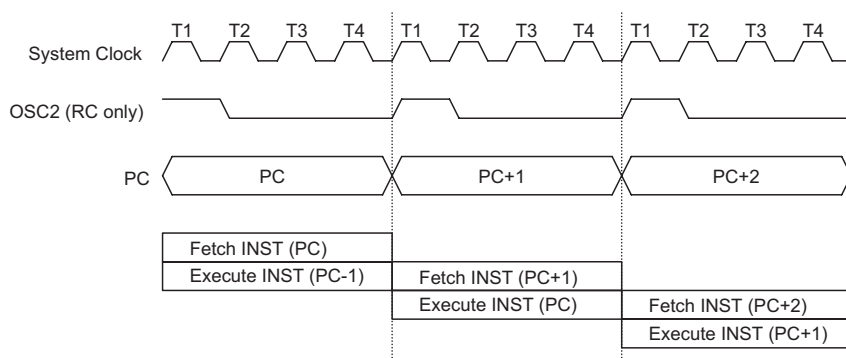 T1 T2 T3 T4 T1 T2 T3 T4 T1 T2 T3 T4
System Clock
OSC2 (RC only)
PC PC PC+1 PC+2
Fetch INST (PC)
Execute INST (PC-1) Fetch INST (PC+1)
Execute INST (PC) Fetch INST (PC+2)
Execute INST (PC+1)